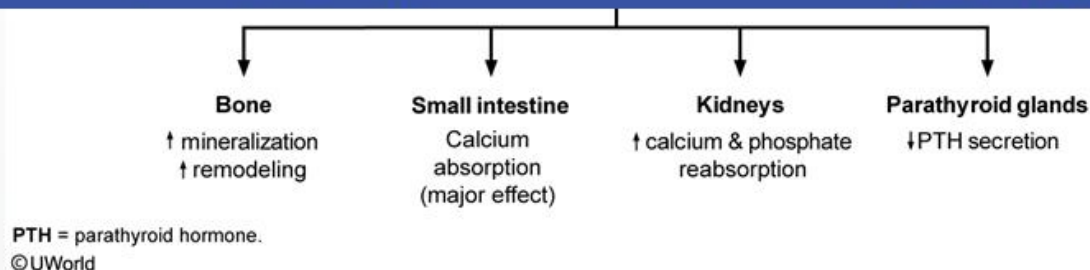 Bone
↑ mineralization
↑ remodeling
Small intestine
Calcium
absorption
(major effect)
Kidneys
↑ calcium & phosphate
reabsorption
Parathyroid glands
↓PTH secretion
PTH = parathyroid hormone.
©UWorld